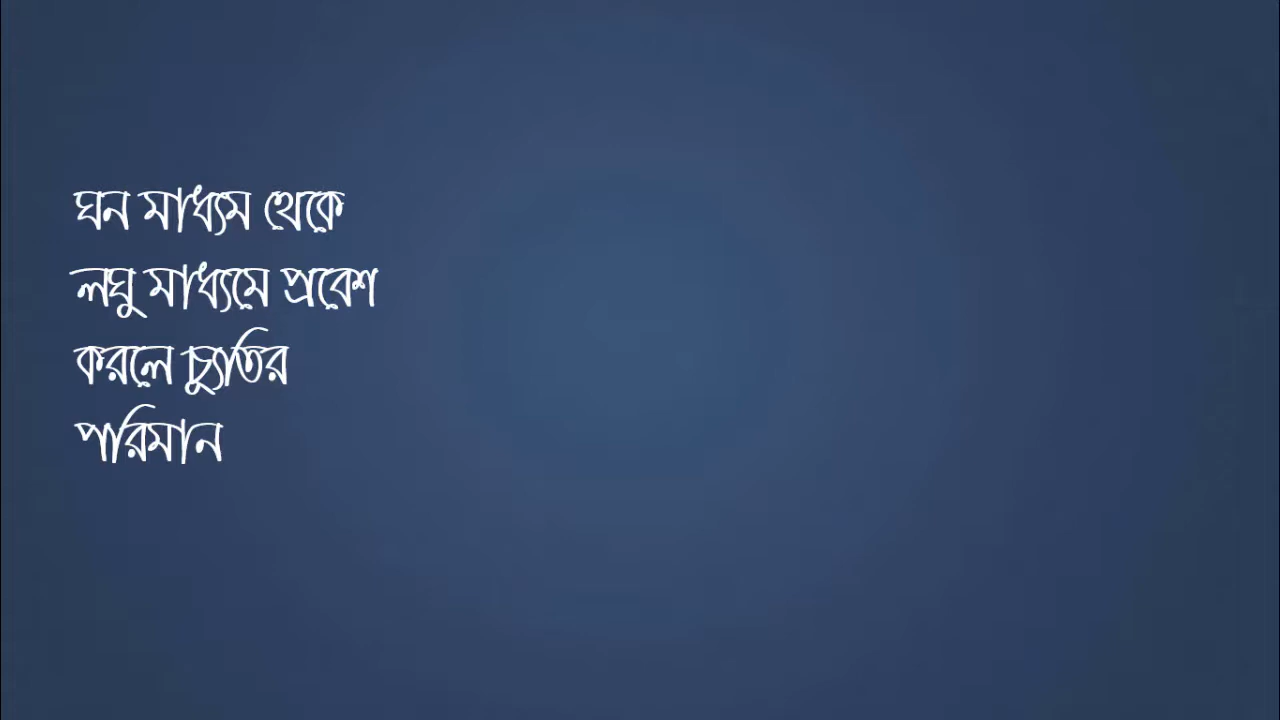 ঘন মাধ্যম থেকে
লঘু মাধ্যমে প্রবেশ
করলে চ্যুতির
পরিমান